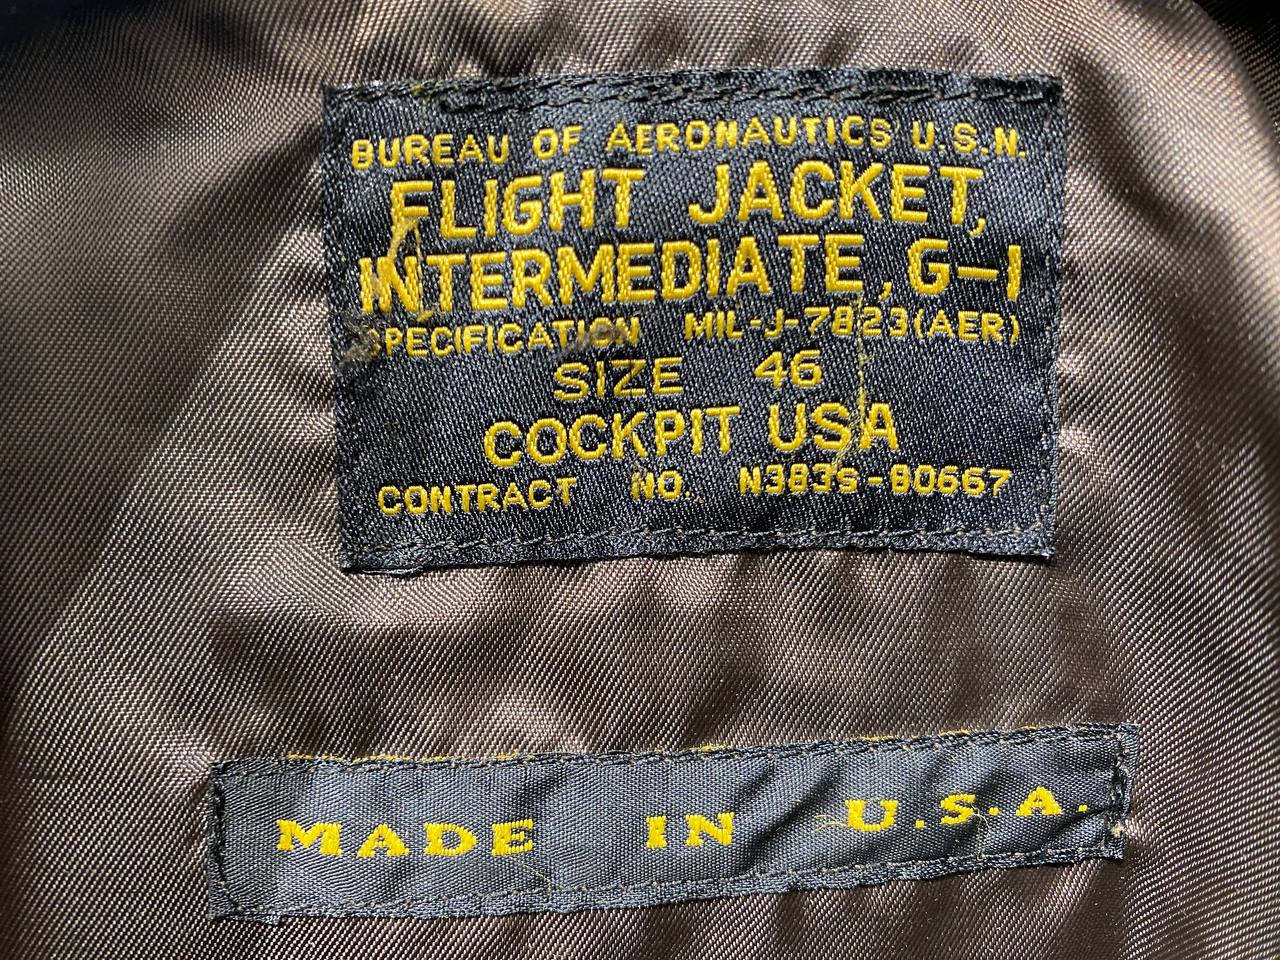 BUREAU OF AERONAUTICS U.S.N.
FLIGHT JACKET,
INTERMEDIATE, G-1
SPECIFICATION MIL-J-7823(AER)
SIZE 46
COCKPIT USA
CONTRACT NO. N383s-80667
MADE IN U.S.A.